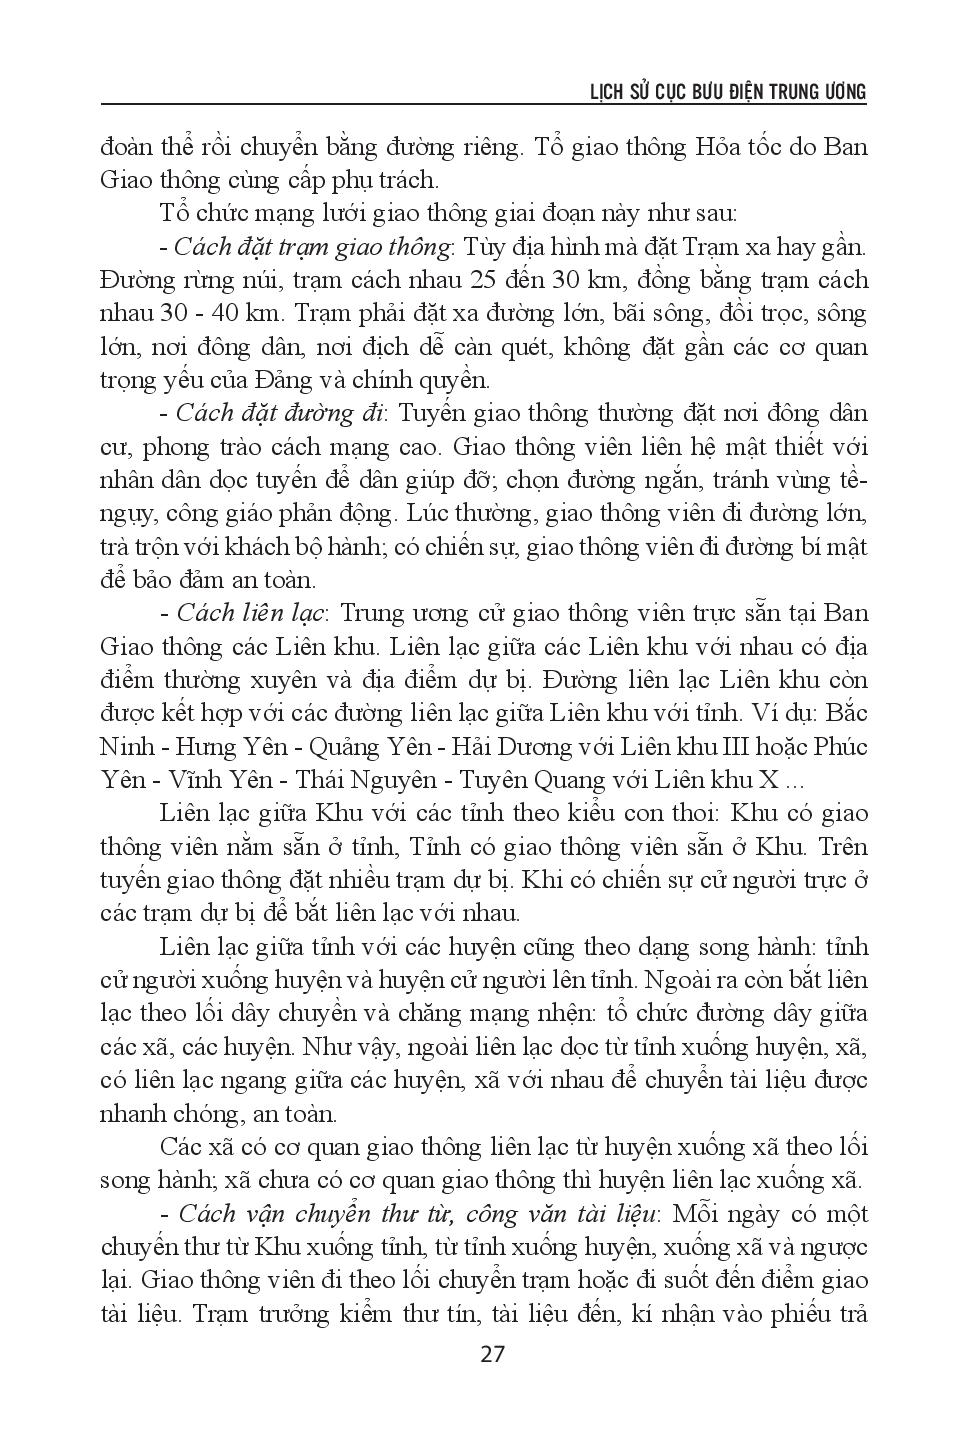 LỊCH SỬ CỤC BƯU ĐIỆN TRUNG ƯƠNG
đoàn thể rồi chuyển bằng đường riêng. Tổ giao thông Hỏa tốc do Ban
Giao thông cùng cấp phụ trách.
Tổ chức mạng lưới giao thông giai đoạn này như sau:
- Cách đặt trạm giao thông: Tùy địa hình mà đặt Trạm xa hay gần.
Đường rừng núi, trạm cách nhau 25 đến 30 km, đồng bằng trạm cách
nhau 30 - 40 km. Trạm phải đặt xa đường lớn, bãi sông, đồi trọc, sông
lớn, nơi đông dân, nơi địch dễ càn quét, không đặt gần các cơ quan
trọng yếu của Đảng và chính quyền.
- Cách đặt đường đi: Tuyến giao thông thường đặt nơi đông dân
cư, phong trào cách mạng cao. Giao thông viên liên hệ mật thiết với
nhân dân dọc tuyến để dân giúp đỡ; chọn đường ngắn, tránh vùng tề-
ngụy, công giáo phản động. Lúc thường, giao thông viên đi đường lớn,
trà trộn với khách bộ hành; có chiến sự, giao thông viên đi đường bí mật
để bảo đảm an toàn.
- Cách liên lạc: Trung ương cử giao thông viên trực sẵn tại Ban
Giao thông các Liên khu. Liên lạc giữa các Liên khu với nhau có địa
điểm thường xuyên và địa điểm dự bị. Đường liên lạc Liên khu còn
được kết hợp với các đường liên lạc giữa Liên khu với tỉnh. Ví dụ: Bắc
Ninh - Hưng Yên - Quảng Yên - Hải Dương với Liên khu III hoặc Phúc
Yên - Vĩnh Yên - Thái Nguyên - Tuyên Quang với Liên khu X ...
Liên lạc giữa Khu với các tỉnh theo kiểu con thoi: Khu có giao
thông viên nằm sẵn ở tỉnh, Tỉnh có giao thông viên sẵn ở Khu. Trên
tuyến giao thông đặt nhiều trạm dự bị. Khi có chiến sự cử người trực ở
các trạm dự bị để bắt liên lạc với nhau.
Liên lạc giữa tỉnh với các huyện cũng theo dạng song hành: tỉnh
cử người xuống huyện và huyện cử người lên tỉnh. Ngoài ra còn bắt liên
lạc theo lối dây chuyền và chăng mạng nhện: tổ chức đường dây giữa
các xã, các huyện. Như vậy, ngoài liên lạc dọc từ tỉnh xuống huyện, xã,
có liên lạc ngang giữa các huyện, xã với nhau để chuyển tài liệu được
nhanh chóng, an toàn.
Các xã có cơ quan giao thông liên lạc từ huyện xuống xã theo lối
song hành; xã chưa có cơ quan giao thông thì huyện liên lạc xuống xã.
- Cách vận chuyển thư từ, công văn tài liệu: Mỗi ngày có một
chuyến thư từ Khu xuống tỉnh, từ tỉnh xuống huyện, xuống xã và ngược
lại. Giao thông viên đi theo lối chuyển trạm hoặc đi suốt đến điểm giao
tài liệu. Trạm trưởng kiểm thư tín, tài liệu đến, kí nhận vào phiếu trả
27